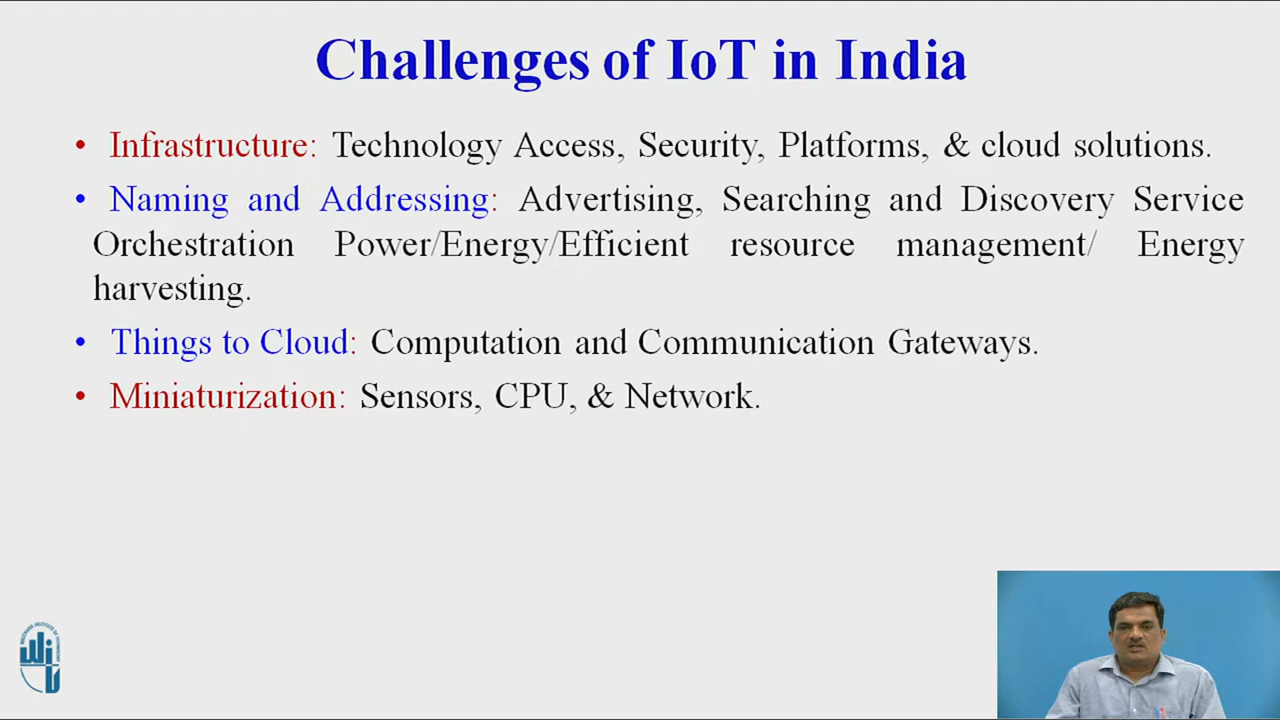 Challenges of IoT in India
• Infrastructure: Technology Access, Security, Platforms, & cloud solutions.
• Naming and Addressing: Advertising, Searching and Discovery Service
Orchestration Power/Energy/Efficient resource management/ Energy
harvesting.
• Things to Cloud: Computation and Communication Gateways.
• Miniaturization: Sensors, CPU, & Network.